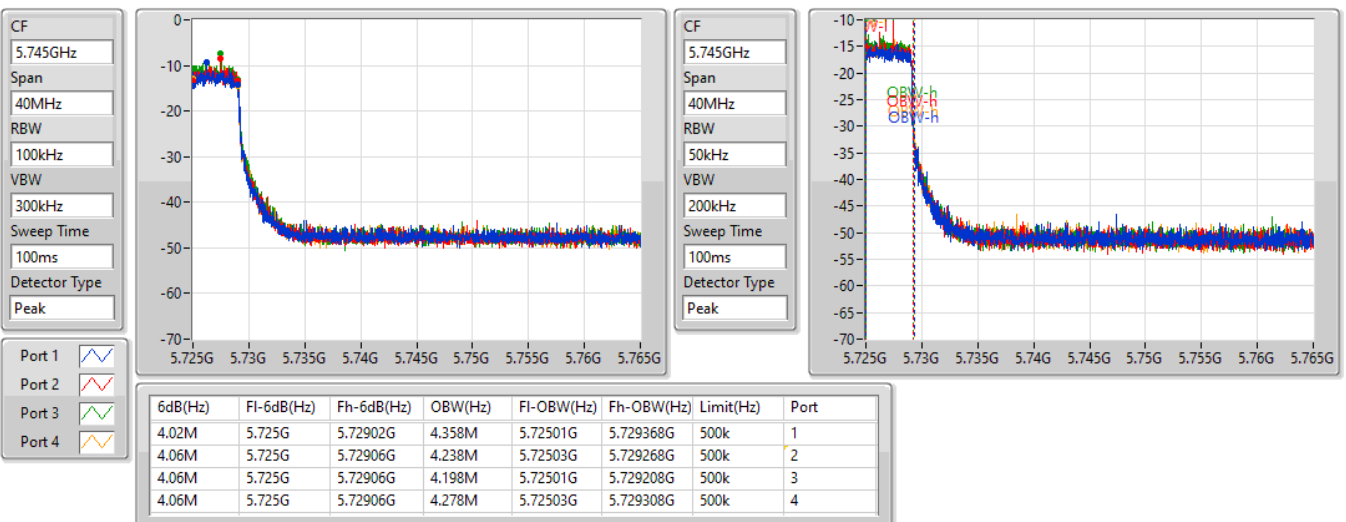 CF
5.745GHz
Span
40MHz
RBW
100kHz
VBW
300kHz
Sweep Time
100ms
Detector Type
Peak
0
-10
-20
-30
-40
-50
-60
-70
5.725G 5.73G 5.735G 5.74G 5.745G 5.75G 5.755G 5.76G 5.765G
CF
5.745GHz
Span
40MHz
RBW
50kHz
VBW
200kHz
Sweep Time
100ms
Detector Type
Peak
-10
-15
-20
-25
-30
-35
-40
-45
-50
-55
-60
-65
-70
OBW-h
OBW-h
OBW-h
OBW-h
5.725G 5.73G 5.735G 5.74G 5.745G 5.75G 5.755G 5.76G 5.765G
Port 1
Port 2
Port 3
Port 4
6dB(Hz) Fl-6dB(Hz) Fh-6dB(Hz) OBW(Hz) Fl-OBW(Hz) Fh-OBW(Hz) Limit(Hz) Port
4.02M 5.725G 5.72902G 4.358M 5.72501G 5.729368G 500k 1
4.06M 5.725G 5.72906G 4.238M 5.72503G 5.729268G 500k 2
4.06M 5.725G 5.72906G 4.198M 5.72501G 5.729208G 500k 3
4.06M 5.725G 5.72906G 4.278M 5.72503G 5.729308G 500k 4